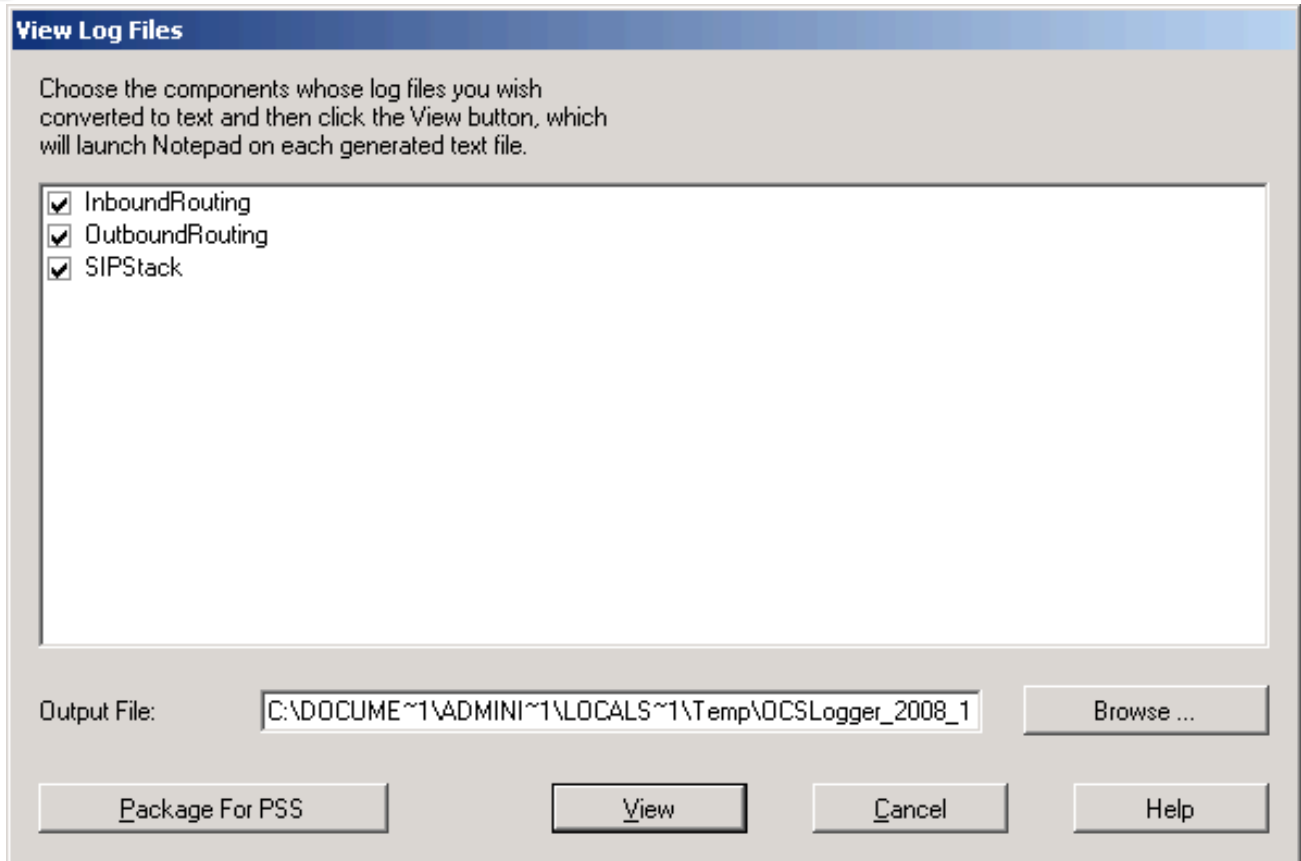 View Log Files
Choose the components whose log files you wish
converted to text and then click the View button, which
will launch Notepad on each generated text file.
InboundRouting
OutboundRouting
SIPStack
Output File: C:\DOCUME~1\ADMINI~1\LOCALS~1\Temp\OCSLogger_2008_1 Browse ...
Package For PSS View Cancel Help